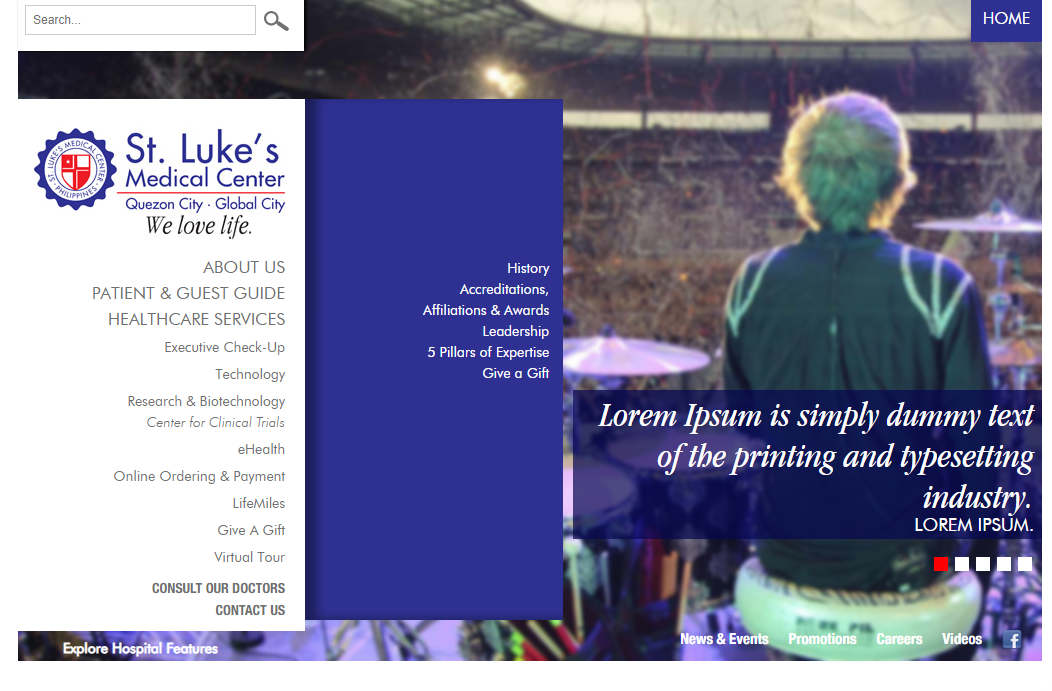 Search...
HOME
ST. LUKE'S MEDICAL CENTER
· PHILIPPINES ·
St. Luke's
Medical Center
Quezon City · Global City
We love life.
ABOUT US
PATIENT & GUEST GUIDE
HEALTHCARE SERVICES
Executive Check-Up
Technology
Research & Biotechnology
Center for Clinical Trials
eHealth
Online Ordering & Payment
LifeMiles
Give A Gift
Virtual Tour
CONSULT OUR DOCTORS
CONTACT US
History
Accreditations,
Affiliations & Awards
Leadership
5 Pillars of Expertise
Give a Gift
Lorem Ipsum is simply dummy text
of the printing and typesetting
industry.
LOREM IPSUM.
Explore Hospital Features
News & Events
Promotions
Careers
Videos
f